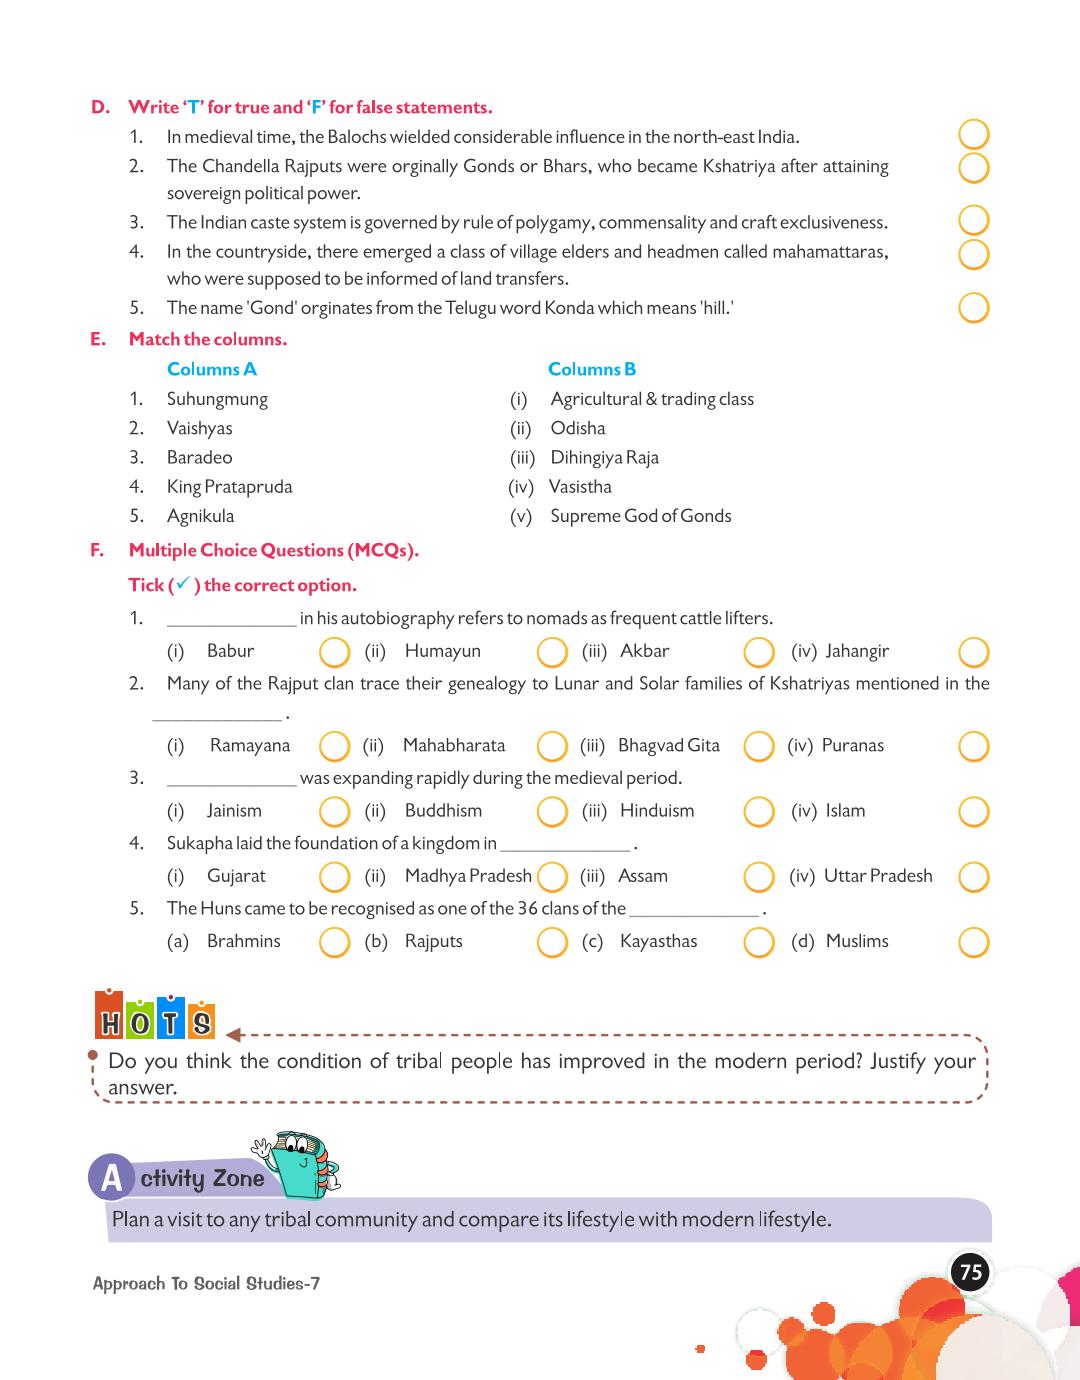 D. Write ‘T’ for true and ‘F’ for false statements.
1. In medieval time, the Balochs wielded considerable influence in the north-east India.
2. The Chandella Rajputs were orginally Gonds or Bhars, who became Kshatriya after attaining
sovereign political power.
3. The Indian caste system is governed by rule of polygamy, commensality and craft exclusiveness.
4. In the countryside, there emerged a class of village elders and headmen called mahamattaras,
who were supposed to be informed of land transfers.
5. The name 'Gond' orginates from the Telugu word Konda which means 'hill.'
E. Match the columns.
Columns A Columns B
1. Suhungmung (i) Agricultural & trading class
2. Vaishyas (ii) Odisha
3. Baradeo (iii) Dihingiya Raja
4. King Pratapruda (iv) Vasistha
5. Agnikula (v) Supreme God of Gonds
F. Multiple Choice Questions (MCQs).
Tick (✓) the correct option.
1. _____________ in his autobiography refers to nomads as frequent cattle lifters.
(i) Babur (ii) Humayun (iii) Akbar (iv) Jahangir
2. Many of the Rajput clan trace their genealogy to Lunar and Solar families of Kshatriyas mentioned in the
_____________ .
(i) Ramayana (ii) Mahabharata (iii) Bhagvad Gita (iv) Puranas
3. _____________ was expanding rapidly during the medieval period.
(i) Jainism (ii) Buddhism (iii) Hinduism (iv) Islam
4. Sukapha laid the foundation of a kingdom in _____________ .
(i) Gujarat (ii) Madhya Pradesh (iii) Assam (iv) Uttar Pradesh
5. The Huns came to be recognised as one of the 36 clans of the _____________ .
(a) Brahmins (b) Rajputs (c) Kayasthas (d) Muslims
HOTS
Do you think the condition of tribal people has improved in the modern period? Justify your
answer.
Activity Zone
Plan a visit to any tribal community and compare its lifestyle with modern lifestyle.
Approach To Social Studies-7
75